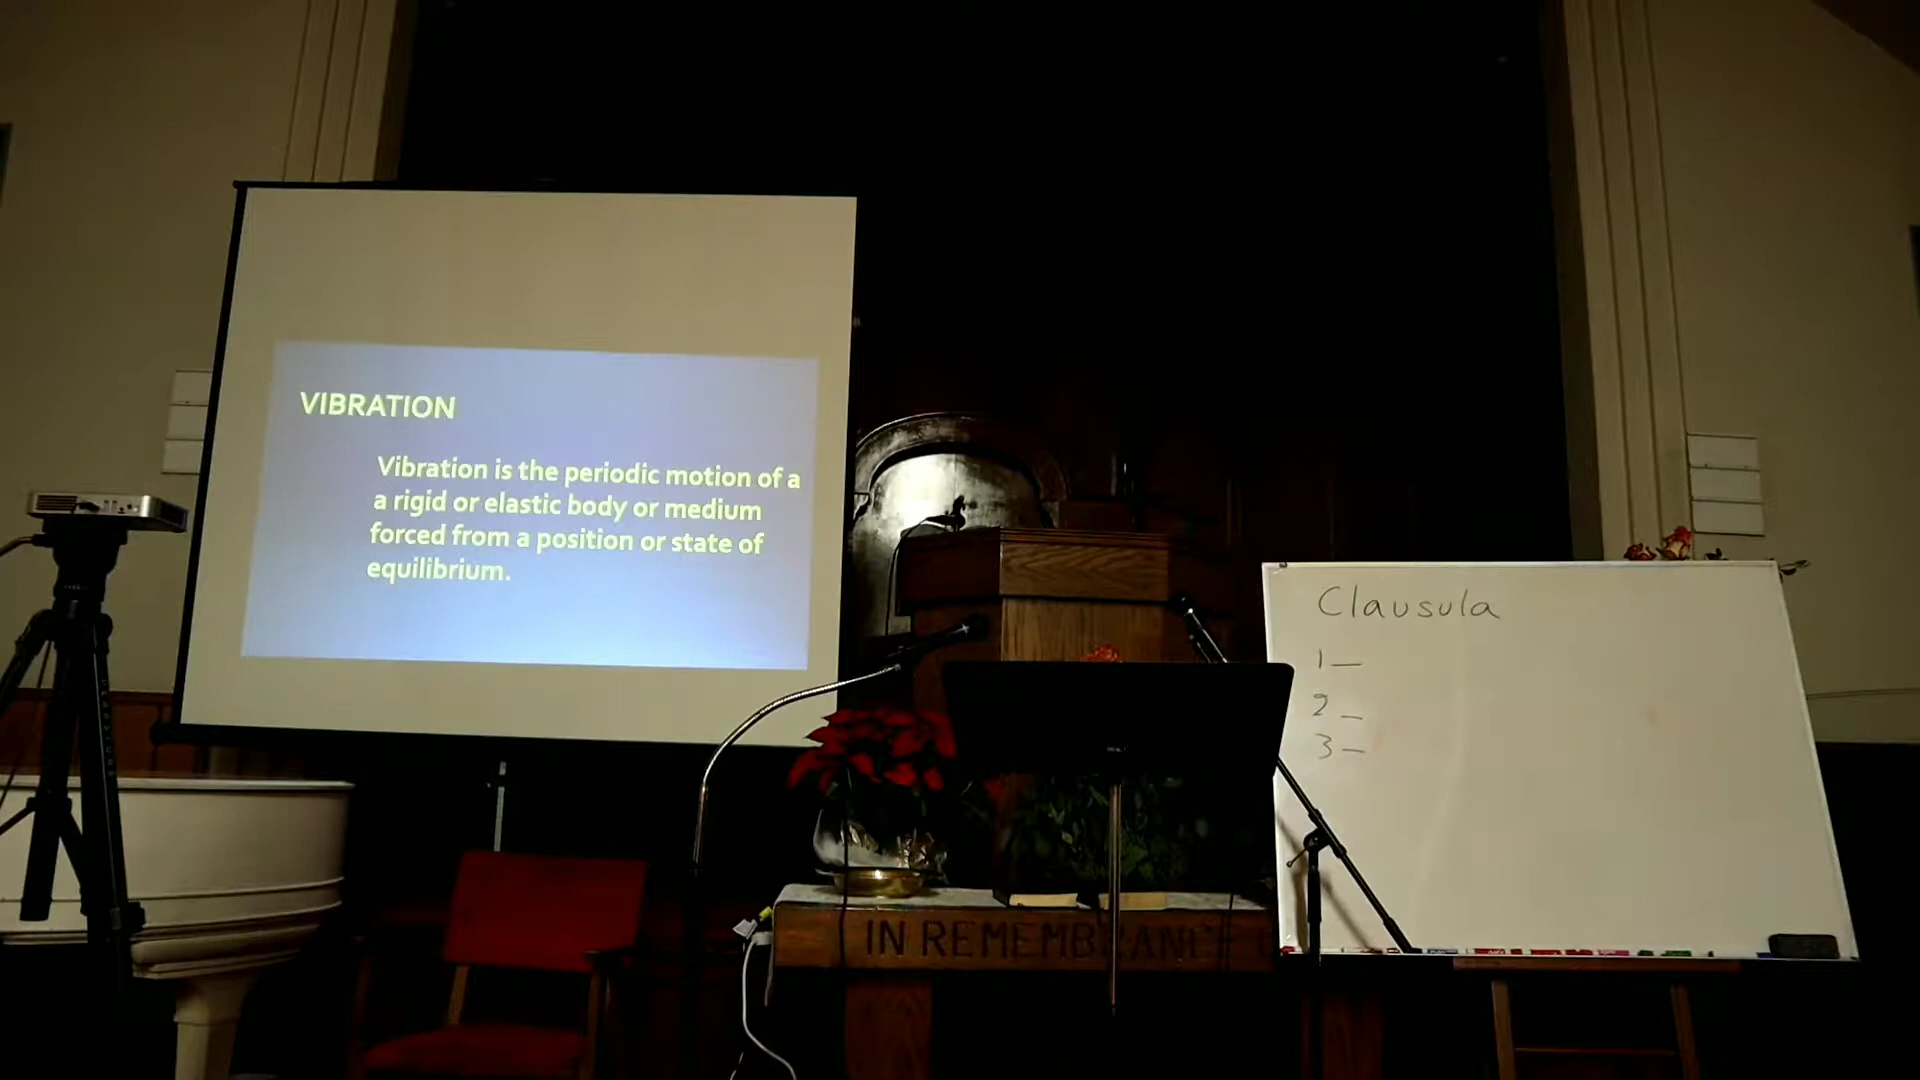 VIBRATION
Vibration is the periodic motion of a
a rigid or elastic body or medium
forced from a position or state of
equilibrium.
Clausula
1—
2—
3—
IN REMEMBRANCE